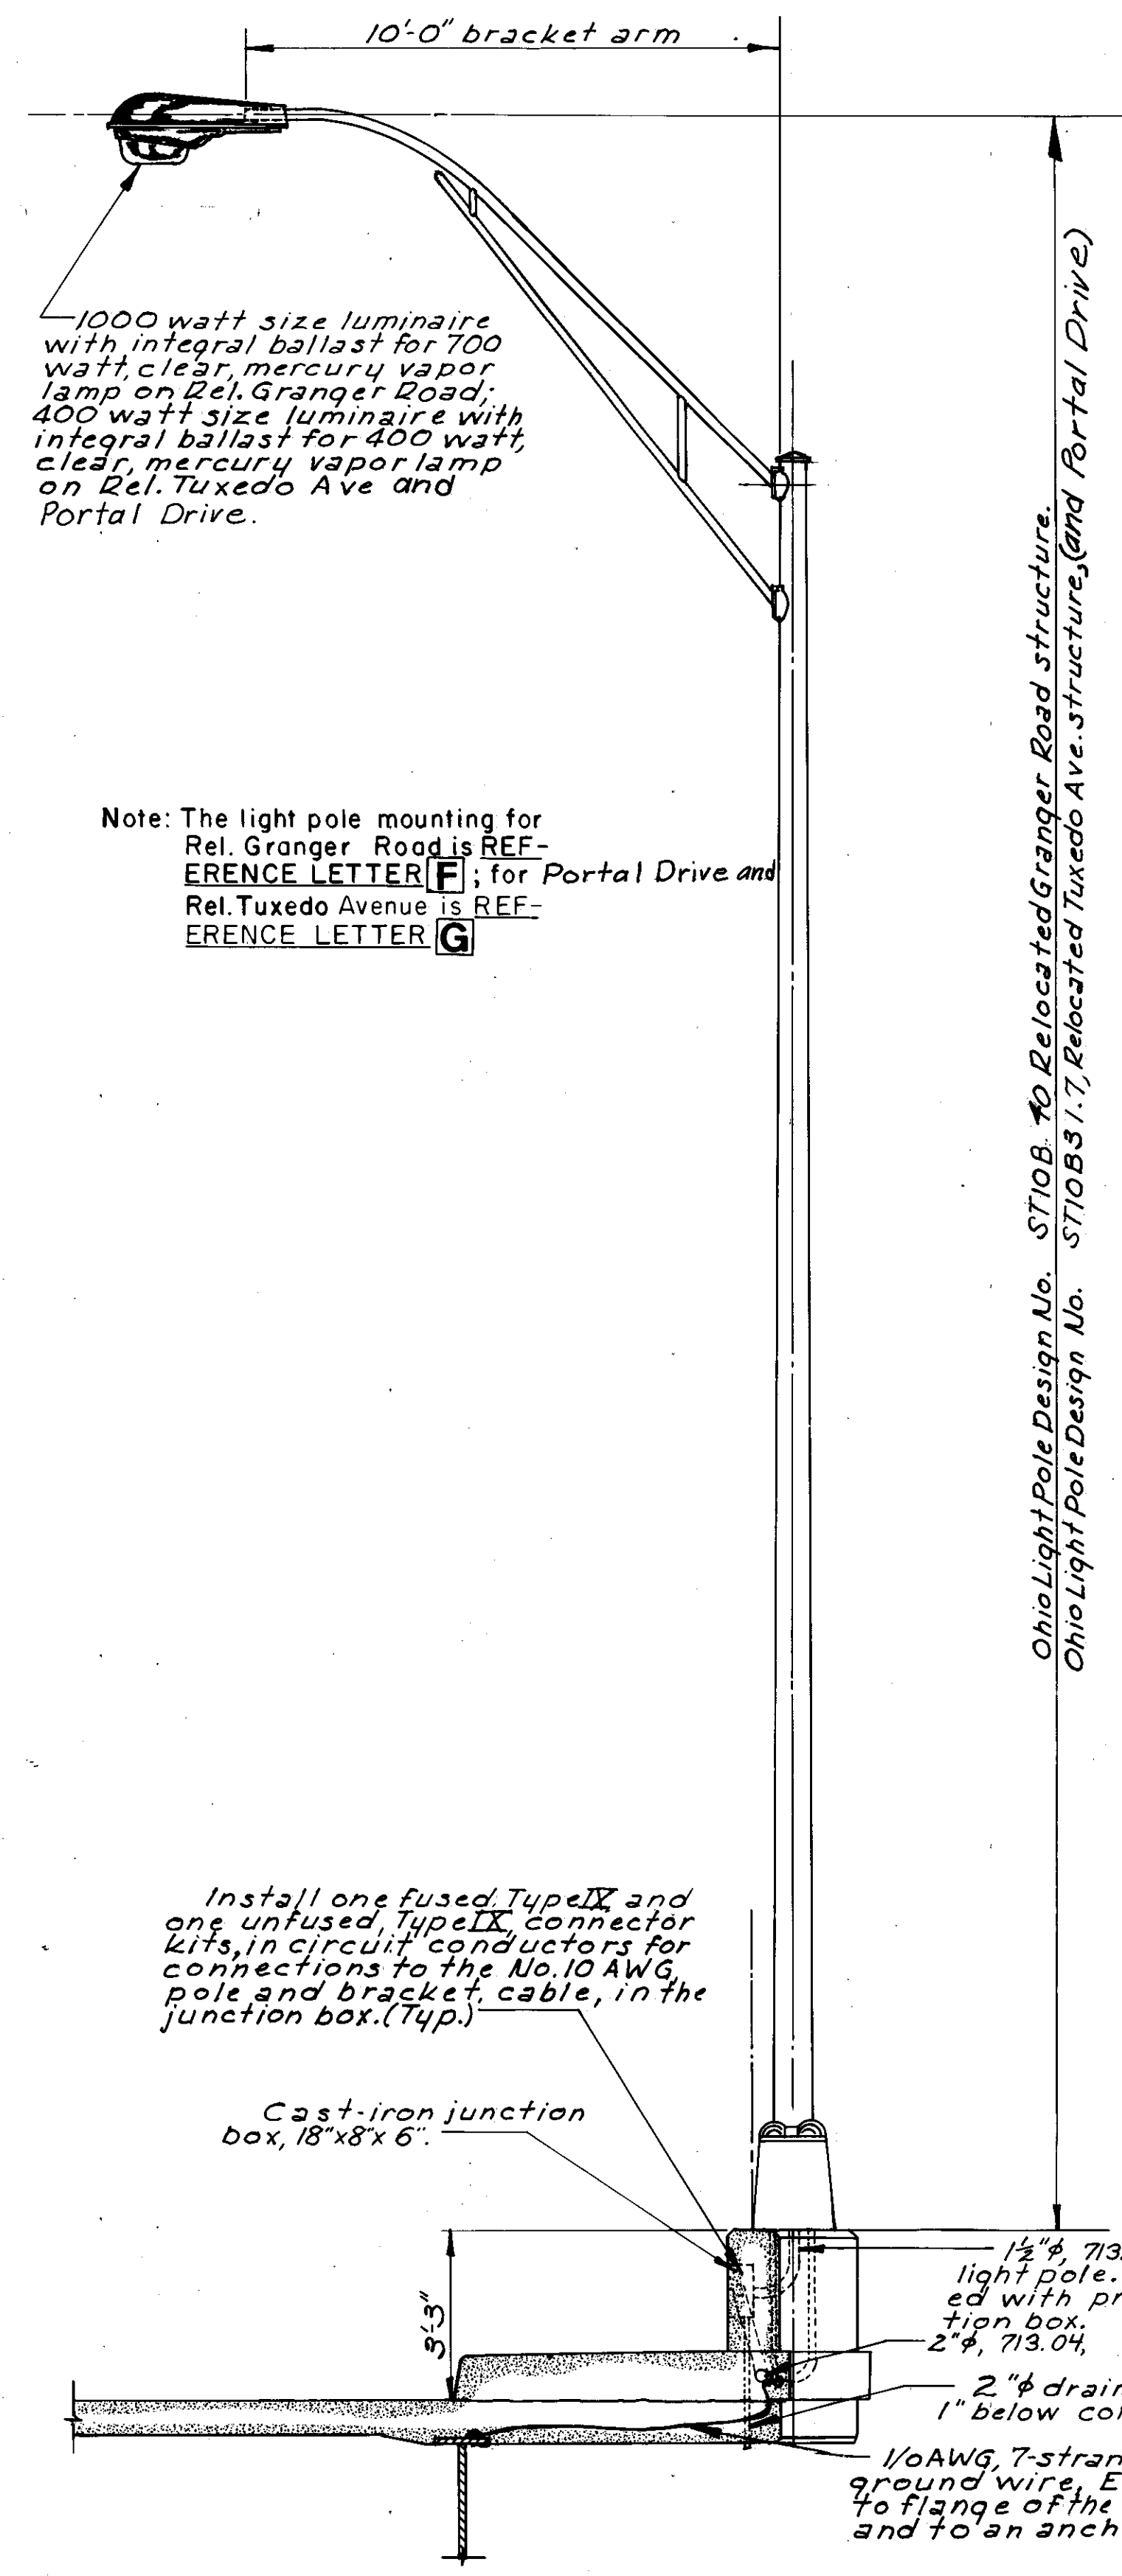 10'-0" bracket arm
1000 watt size luminaire
with integral ballast for 700
watt, clear, mercury vapor
lamp on Rel. Granger Road;
400 watt size luminaire with
integral ballast for 400 watt,
clear, mercury vapor lamp
on Rel. Tuxedo Ave and
Portal Drive.
Note: The light pole mounting for
Rel. Granger Road is REF-
ERENCE LETTER F ; for Portal Drive and
Rel. Tuxedo Avenue is REF-
ERENCE LETTER G
Ohio Light Pole Design No. ST10B 40 Relocated Granger Road structure.
Ohio Light Pole Design No. ST10B31.7, Relocated Tuxedo Ave. structure, (and Portal Drive)
Install one fused, Type IX and
one unfused, Type IX, connector
kits, in circuit conductors for
connections to the No. 10 AWG,
pole and bracket, cable, in the
junction box. (Typ.)
Cast-iron junction
box, 18"x8"x 6".
3'-3"
1½"ϕ, 713.
light pole.
ed with pr
tion box.
2"ϕ, 713.04,
2"ϕ drain
1" below con
1/0 AWG, 7-stran
ground wire, E
to flange of the
and to an anch